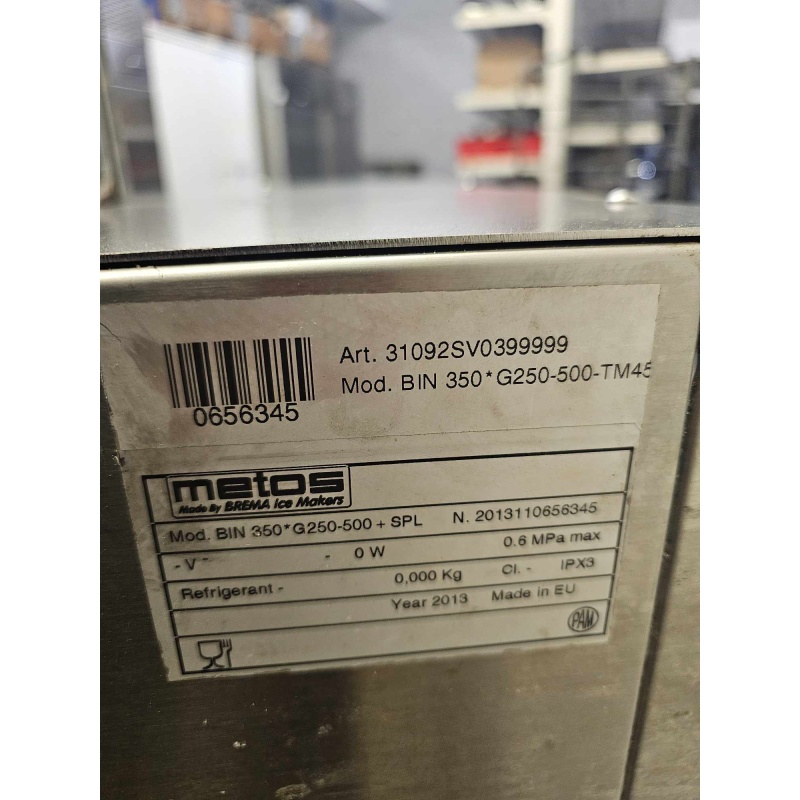 Art. 31092SV0399999
Mod. BIN 350*G250-500-TM45
0656345
metos
Made By BREMA Ice Makers
Mod. BIN 350*G250-500 + SPL N. 2013110656345
- V - - 0 W 0.6 MPa max
Refrigerant - 0,000 Kg Cl. - IPX3
Year 2013 Made in EU
PAM